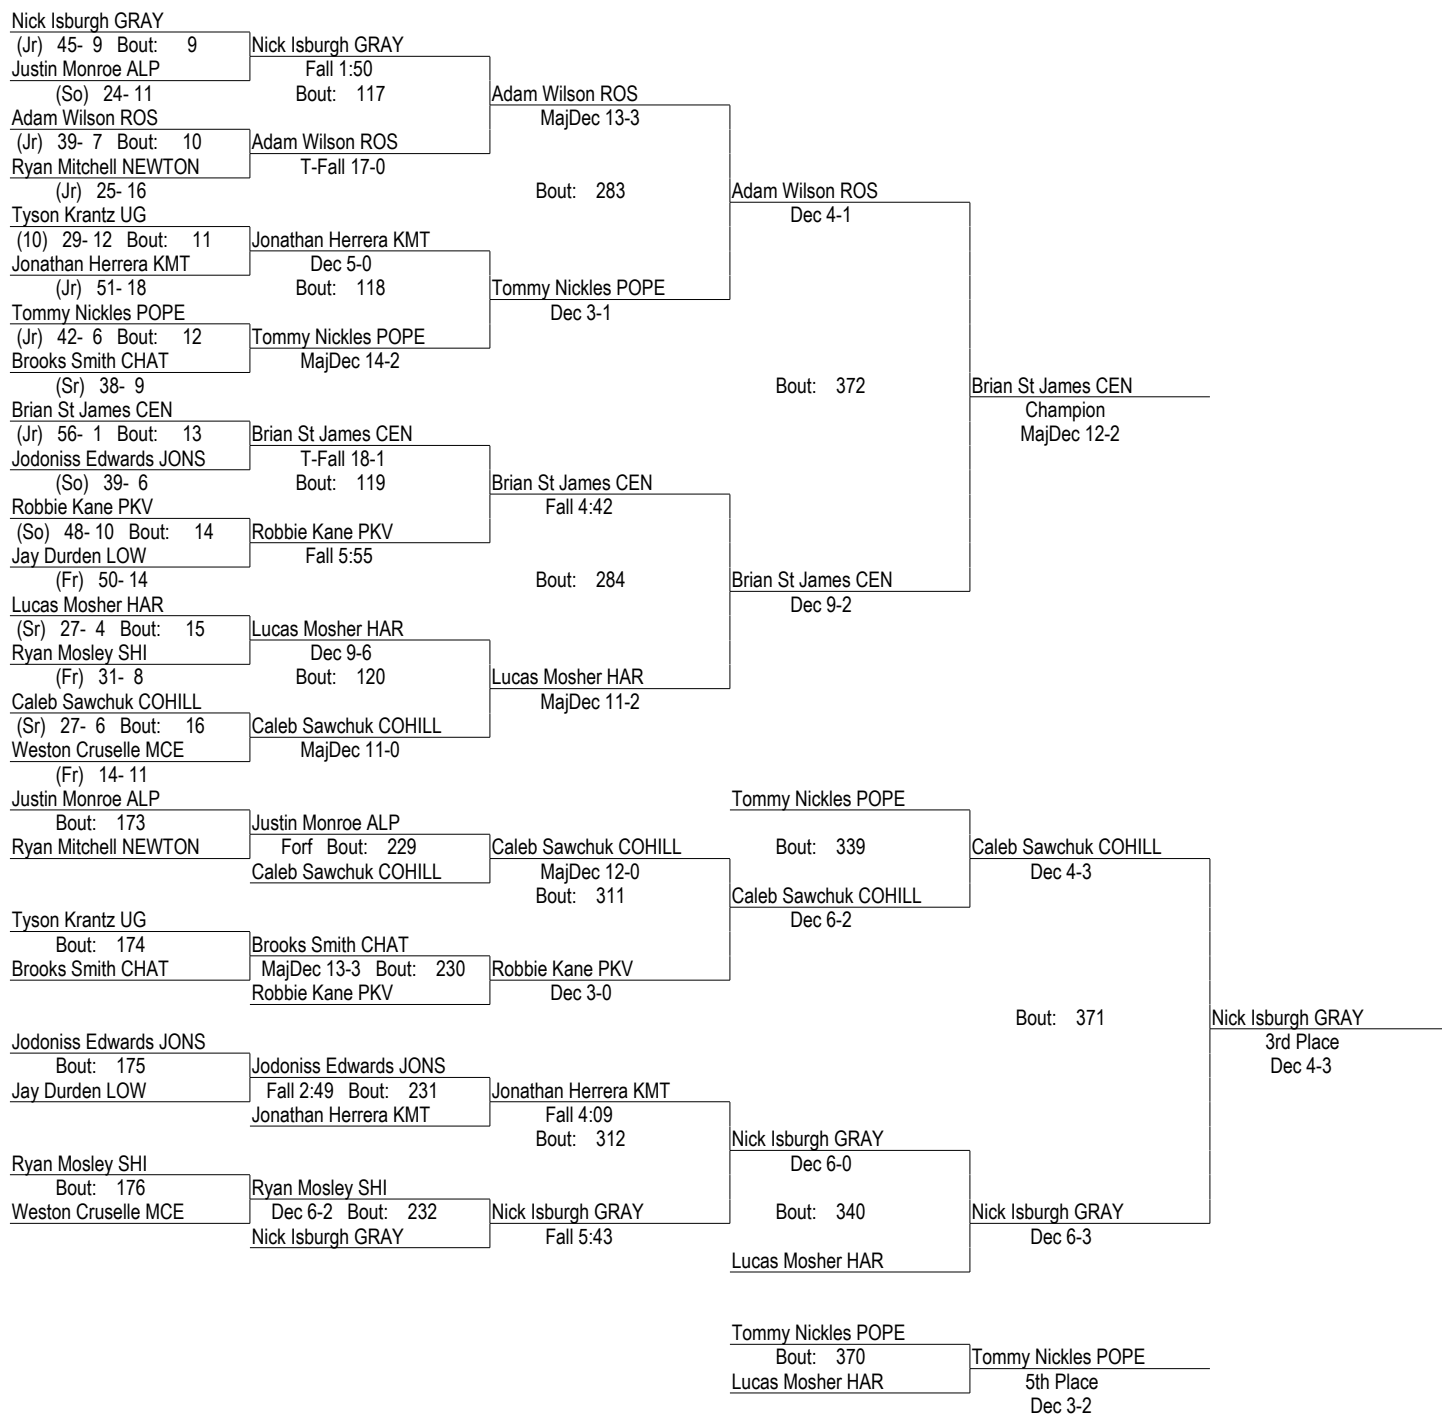 Nick Isburgh GRAY
(Jr) 45- 9 Bout: 9 Nick Isburgh GRAY
Justin Monroe ALP Fall 1:50
(So) 24- 11 Bout: 117 Adam Wilson ROS
Adam Wilson ROS MajDec 13-3
(Jr) 39- 7 Bout: 10 Adam Wilson ROS
Ryan Mitchell NEWTON T-Fall 17-0
(Jr) 25- 16 Bout: 283 Adam Wilson ROS
Tyson Krantz UG Dec 4-1
(10) 29- 12 Bout: 11 Jonathan Herrera KMT
Jonathan Herrera KMT Dec 5-0
(Jr) 51- 18 Bout: 118 Tommy Nickles POPE
Tommy Nickles POPE Dec 3-1
(Jr) 42- 6 Bout: 12 Tommy Nickles POPE
Brooks Smith CHAT MajDec 14-2
(Sr) 38- 9 Bout: 372 Brian St James CEN
Brian St James CEN Champion
(Jr) 56- 1 Bout: 13 Brian St James CEN MajDec 12-2
Jodoniss Edwards JONS T-Fall 18-1
(So) 39- 6 Bout: 119 Brian St James CEN
Robbie Kane PKV Fall 4:42
(So) 48- 10 Bout: 14 Robbie Kane PKV
Jay Durden LOW Fall 5:55
(Fr) 50- 14 Bout: 284 Brian St James CEN
Lucas Mosher HAR Dec 9-2
(Sr) 27- 4 Bout: 15 Lucas Mosher HAR
Ryan Mosley SHI Dec 9-6
(Fr) 31- 8 Bout: 120 Lucas Mosher HAR
Caleb Sawchuk COHILL MajDec 11-2
(Sr) 27- 6 Bout: 16 Caleb Sawchuk COHILL
Weston Cruselle MCE MajDec 11-0
(Fr) 14- 11
Justin Monroe ALP Tommy Nickles POPE
Bout: 173 Justin Monroe ALP
Ryan Mitchell NEWTON Forf Bout: 229 Caleb Sawchuk COHILL Bout: 339 Caleb Sawchuk COHILL
Caleb Sawchuk COHILL MajDec 12-0 Dec 4-3
Bout: 311 Caleb Sawchuk COHILL
Tyson Krantz UG Dec 6-2
Bout: 174 Brooks Smith CHAT
Brooks Smith CHAT MajDec 13-3 Bout: 230 Robbie Kane PKV
Robbie Kane PKV Dec 3-0
Bout: 371 Nick Isburgh GRAY
Jodoniss Edwards JONS 3rd Place
Bout: 175 Jodoniss Edwards JONS Dec 4-3
Jay Durden LOW Fall 2:49 Bout: 231 Jonathan Herrera KMT
Jonathan Herrera KMT Fall 4:09
Bout: 312 Nick Isburgh GRAY
Ryan Mosley SHI Dec 6-0
Bout: 176 Ryan Mosley SHI
Weston Cruselle MCE Dec 6-2 Bout: 232 Nick Isburgh GRAY Bout: 340 Nick Isburgh GRAY
Nick Isburgh GRAY Fall 5:43 Dec 6-3
Lucas Mosher HAR
Tommy Nickles POPE
Bout: 370 Tommy Nickles POPE
Lucas Mosher HAR 5th Place
Dec 3-2